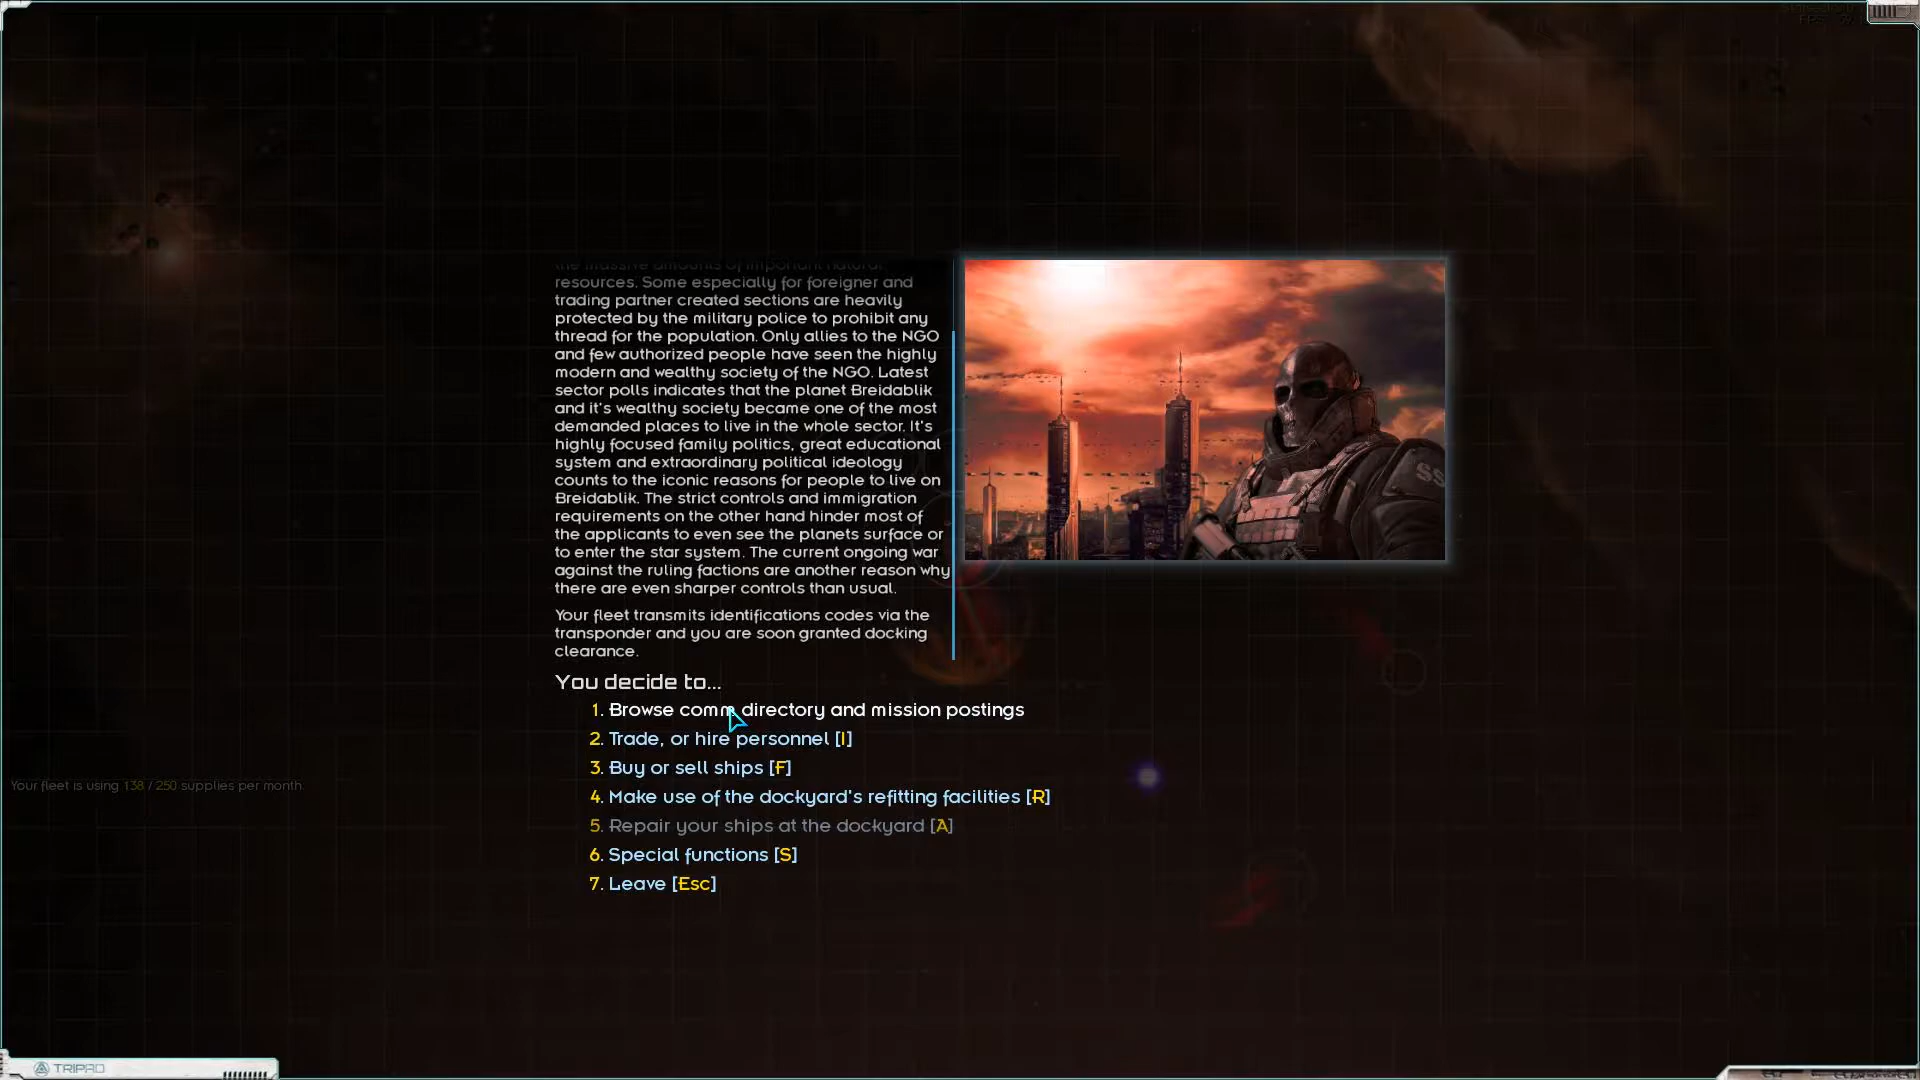 the massive amounts of important natural
resources. Some especially for foreigner and
trading partner created sections are heavily
protected by the military police to prohibit any
thread for the population. Only allies to the NGO
and few authorized people have seen the highly
modern and wealthy society of the NGO. Latest
sector polls indicates that the planet Breidablik
and it's wealthy society became one of the most
demanded places to live in the whole sector. It's
highly focused family politics, great educational
system and extraordinary political ideology
counts to the iconic reasons for people to live on
Breidablik. The strict controls and immigration
requirements on the other hand hinder most of
the applicants to even see the planets surface or
to enter the star system. The current ongoing war
against the ruling factions are another reason why
there are even sharper controls than usual.
Your fleet transmits identifications codes via the
transponder and you are soon granted docking
clearance.
You decide to...
1. Browse comm directory and mission postings
2. Trade, or hire personnel [I]
3. Buy or sell ships [F]
4. Make use of the dockyard's refitting facilities [R]
5. Repair your ships at the dockyard [A]
6. Special functions [S]
7. Leave [Esc]
Your fleet is using 138 / 250 supplies per month.
SS
TRIPAD